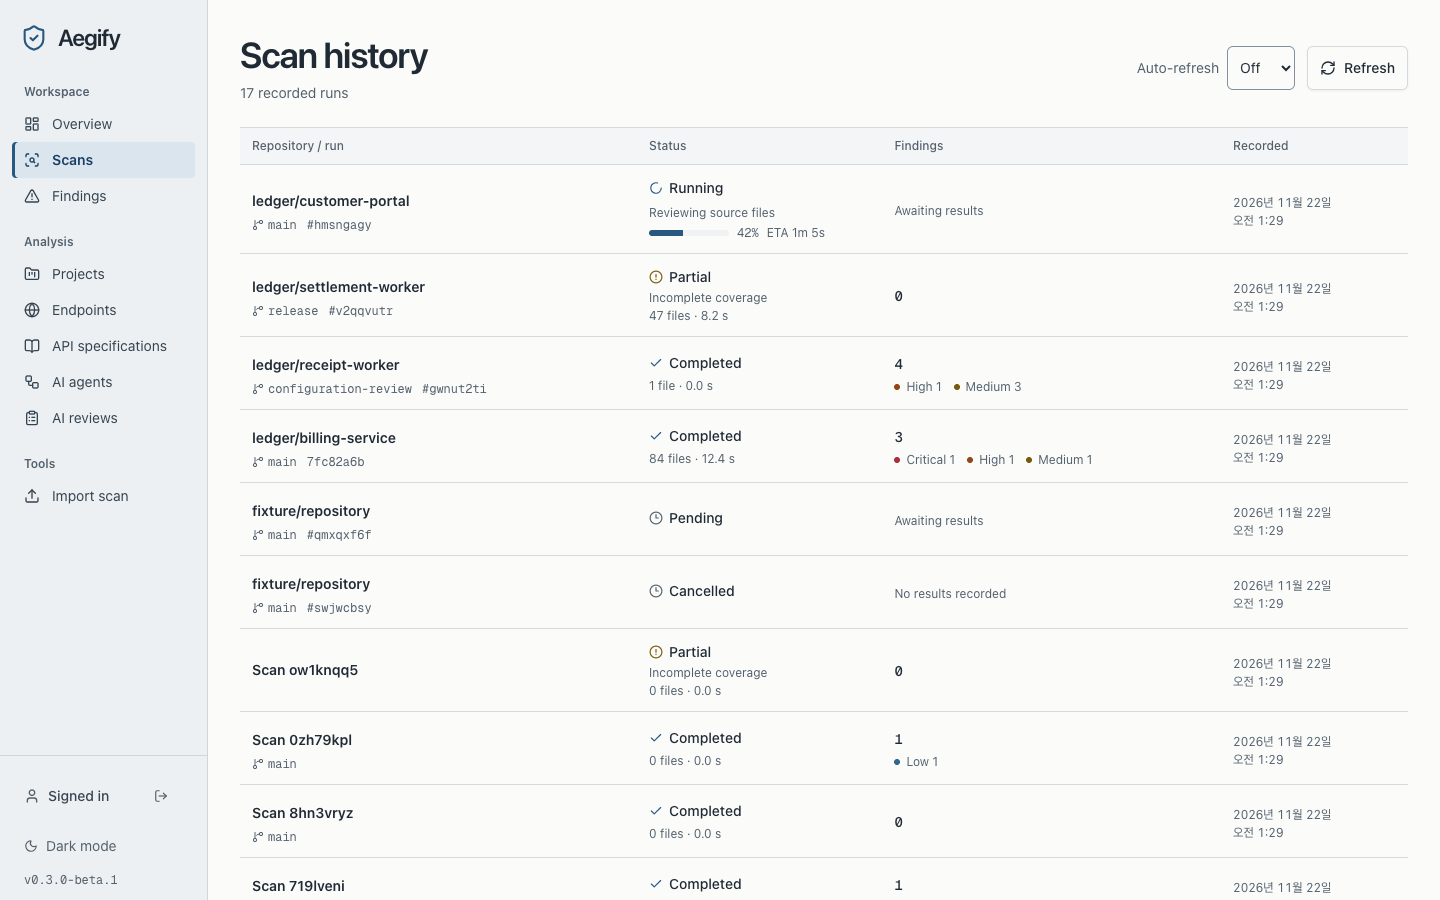 Aegify
Workspace
Overview
Scans
Findings
Analysis
Projects
Endpoints
API specifications
AI agents
AI reviews
Tools
Import scan
Signed in
Dark mode
v0.3.0-beta.1
Scan history
17 recorded runs
Auto-refresh Off Refresh
Repository / run Status Findings Recorded
ledger/customer-portal
main #hmsngagy
Running
Reviewing source files
42% ETA 1m 5s
Awaiting results
2026년 11월 22일
오전 1:29
ledger/settlement-worker
release #v2qqvutr
Partial
Incomplete coverage
47 files · 8.2 s
0
2026년 11월 22일
오전 1:29
ledger/receipt-worker
configuration-review #gwnut2ti
Completed
1 file · 0.0 s
4
High 1 Medium 3
2026년 11월 22일
오전 1:29
ledger/billing-service
main 7fc82a6b
Completed
84 files · 12.4 s
3
Critical 1 High 1 Medium 1
2026년 11월 22일
오전 1:29
fixture/repository
main #qmxqxf6f
Pending
Awaiting results
2026년 11월 22일
오전 1:29
fixture/repository
main #swjwcbsy
Cancelled
No results recorded
2026년 11월 22일
오전 1:29
Scan ow1knqq5
Partial
Incomplete coverage
0 files · 0.0 s
0
2026년 11월 22일
오전 1:29
Scan 0zh79kpl
main
Completed
0 files · 0.0 s
1
Low 1
2026년 11월 22일
오전 1:29
Scan 8hn3vryz
main
Completed
0 files · 0.0 s
0
2026년 11월 22일
오전 1:29
Scan 719lveni
Completed
1
2026년 11월 22일